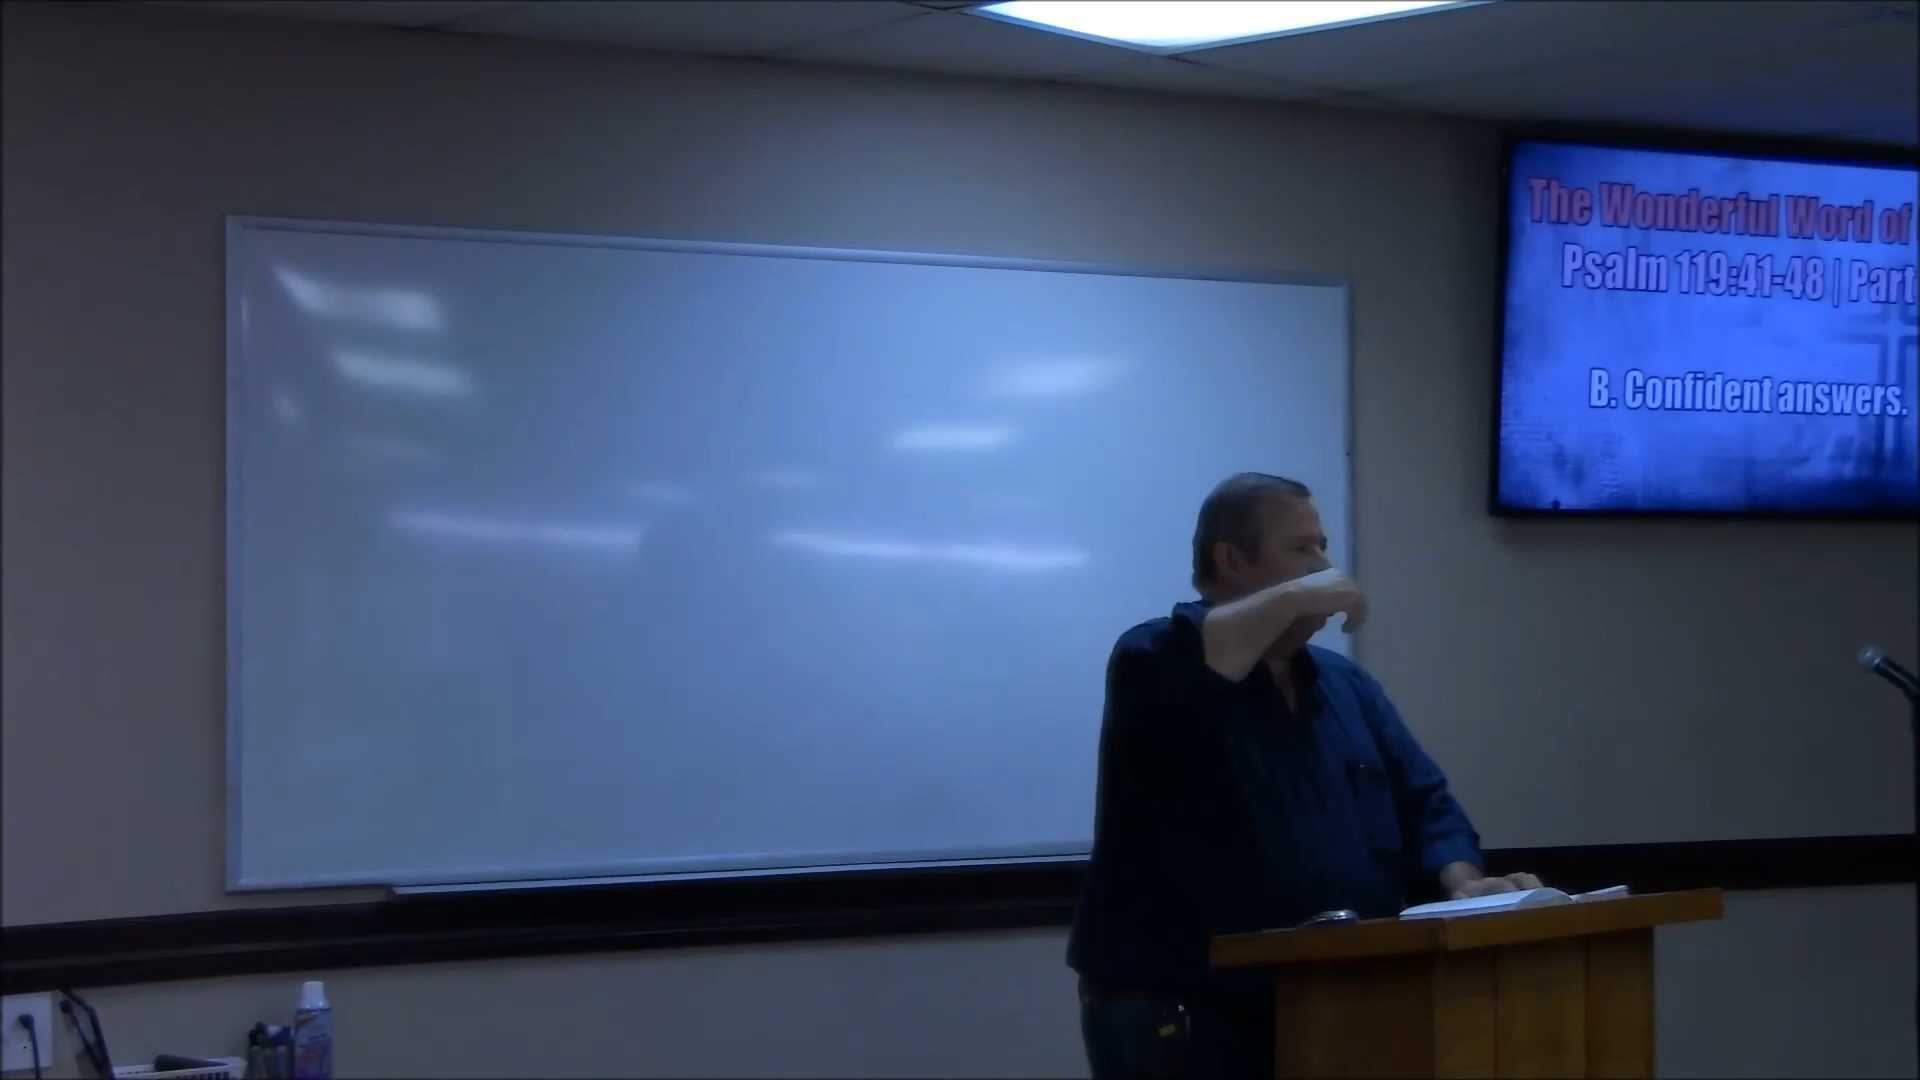 The Wonderful Word of
Psalm 119:41-48 | Part
B. Confident answers.